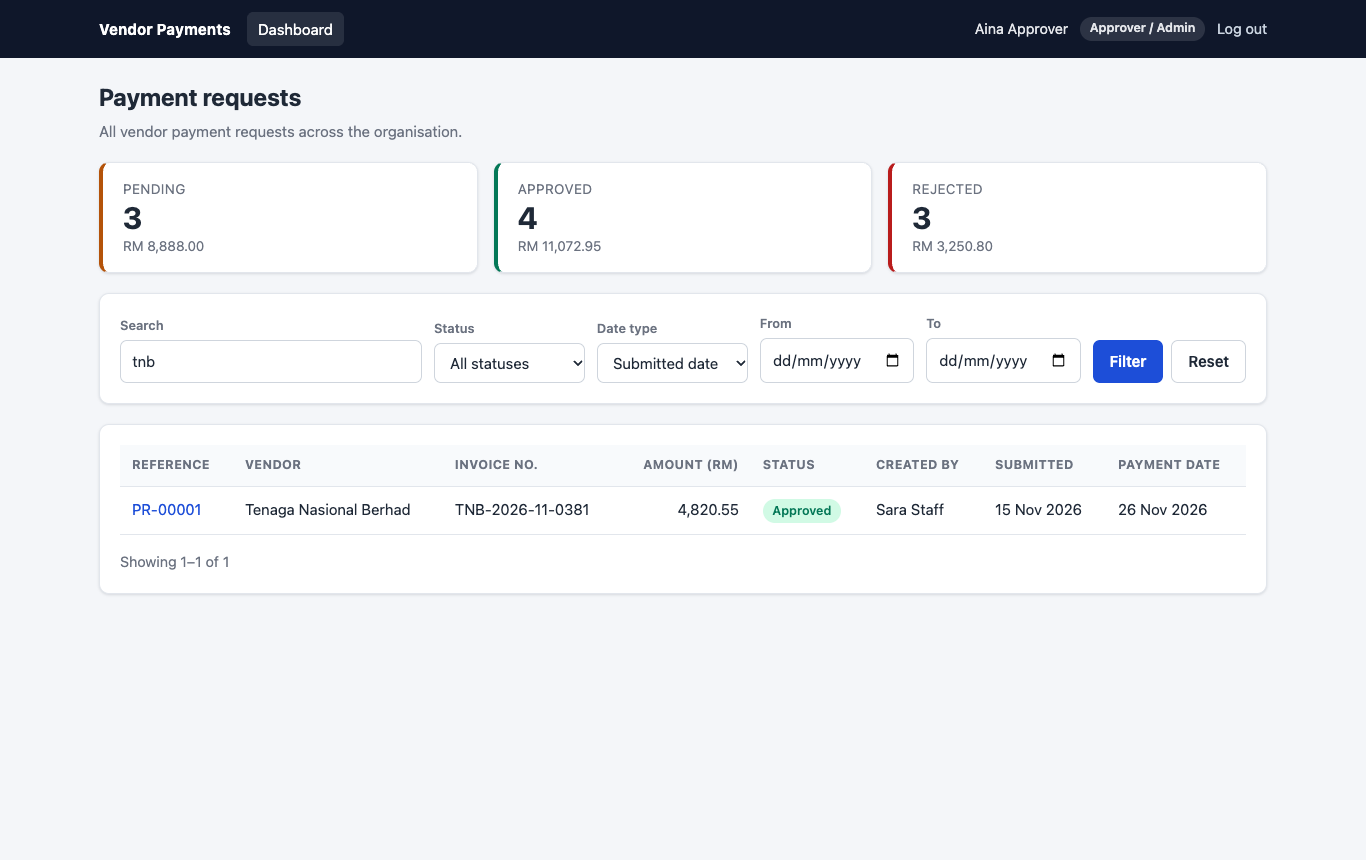 Vendor Payments Dashboard Aina Approver Approver / Admin Log out
Payment requests
All vendor payment requests across the organisation.
PENDING
3
RM 8,888.00
APPROVED
4
RM 11,072.95
REJECTED
3
RM 3,250.80
Search Status Date type From To
tnb All statuses Submitted date dd/mm/yyyy dd/mm/yyyy Filter Reset
REFERENCE VENDOR INVOICE NO. AMOUNT (RM) STATUS CREATED BY SUBMITTED PAYMENT DATE
PR-00001 Tenaga Nasional Berhad TNB-2026-11-0381 4,820.55 Approved Sara Staff 15 Nov 2026 26 Nov 2026
Showing 1–1 of 1